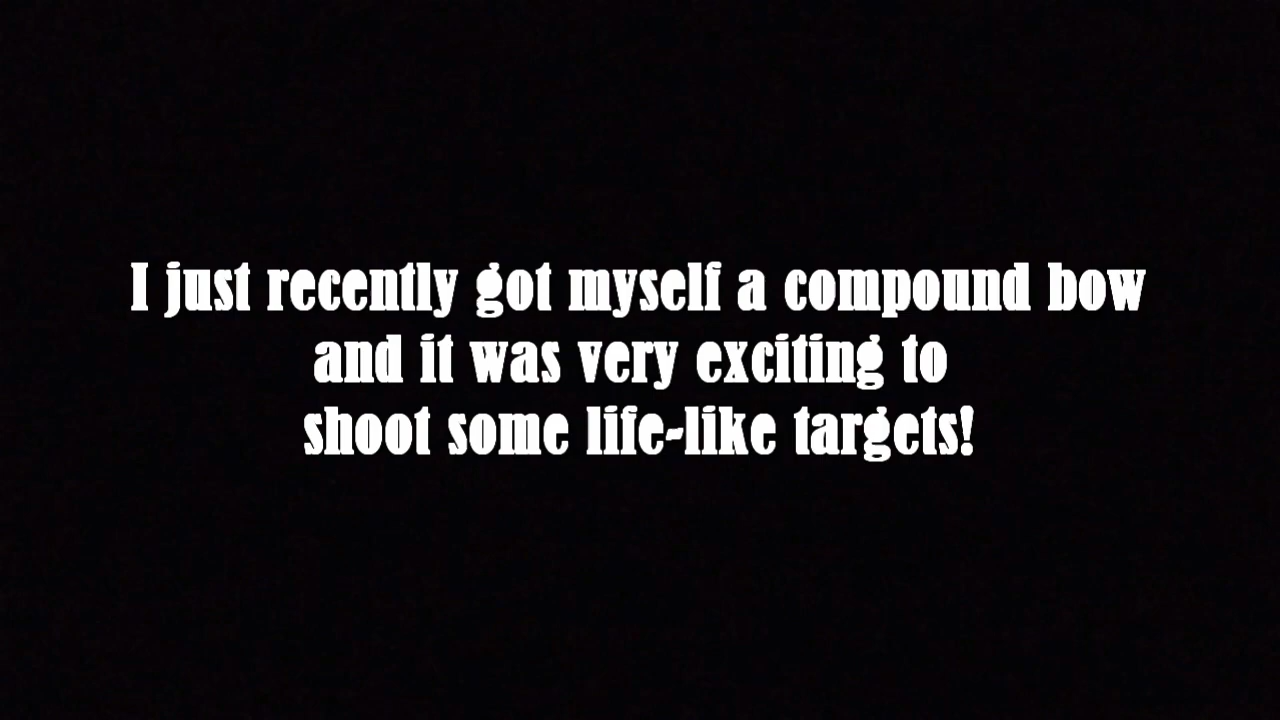 I just recently got myself a compound bow
and it was very exciting to
shoot some life-like targets!